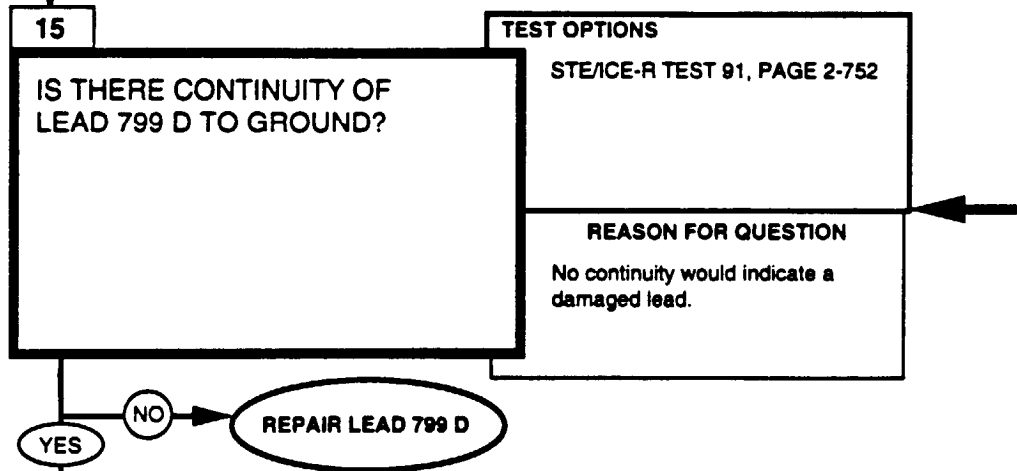 15
IS THERE CONTINUITY OF
LEAD 799 D TO GROUND?
TEST OPTIONS
STE/ICE-R TEST 91, PAGE 2-752
REASON FOR QUESTION
No continuity would indicate a
damaged lead.
NO
REPAIR LEAD 799 D
YES